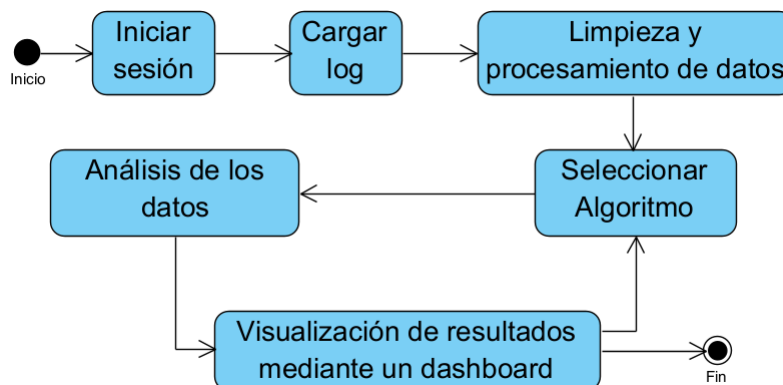 Inicio
Iniciar
sesión
Cargar
log
Limpieza y
procesamiento de datos
Seleccionar
Algoritmo
Análisis de los
datos
Visualización de resultados
mediante un dashboard
Fin